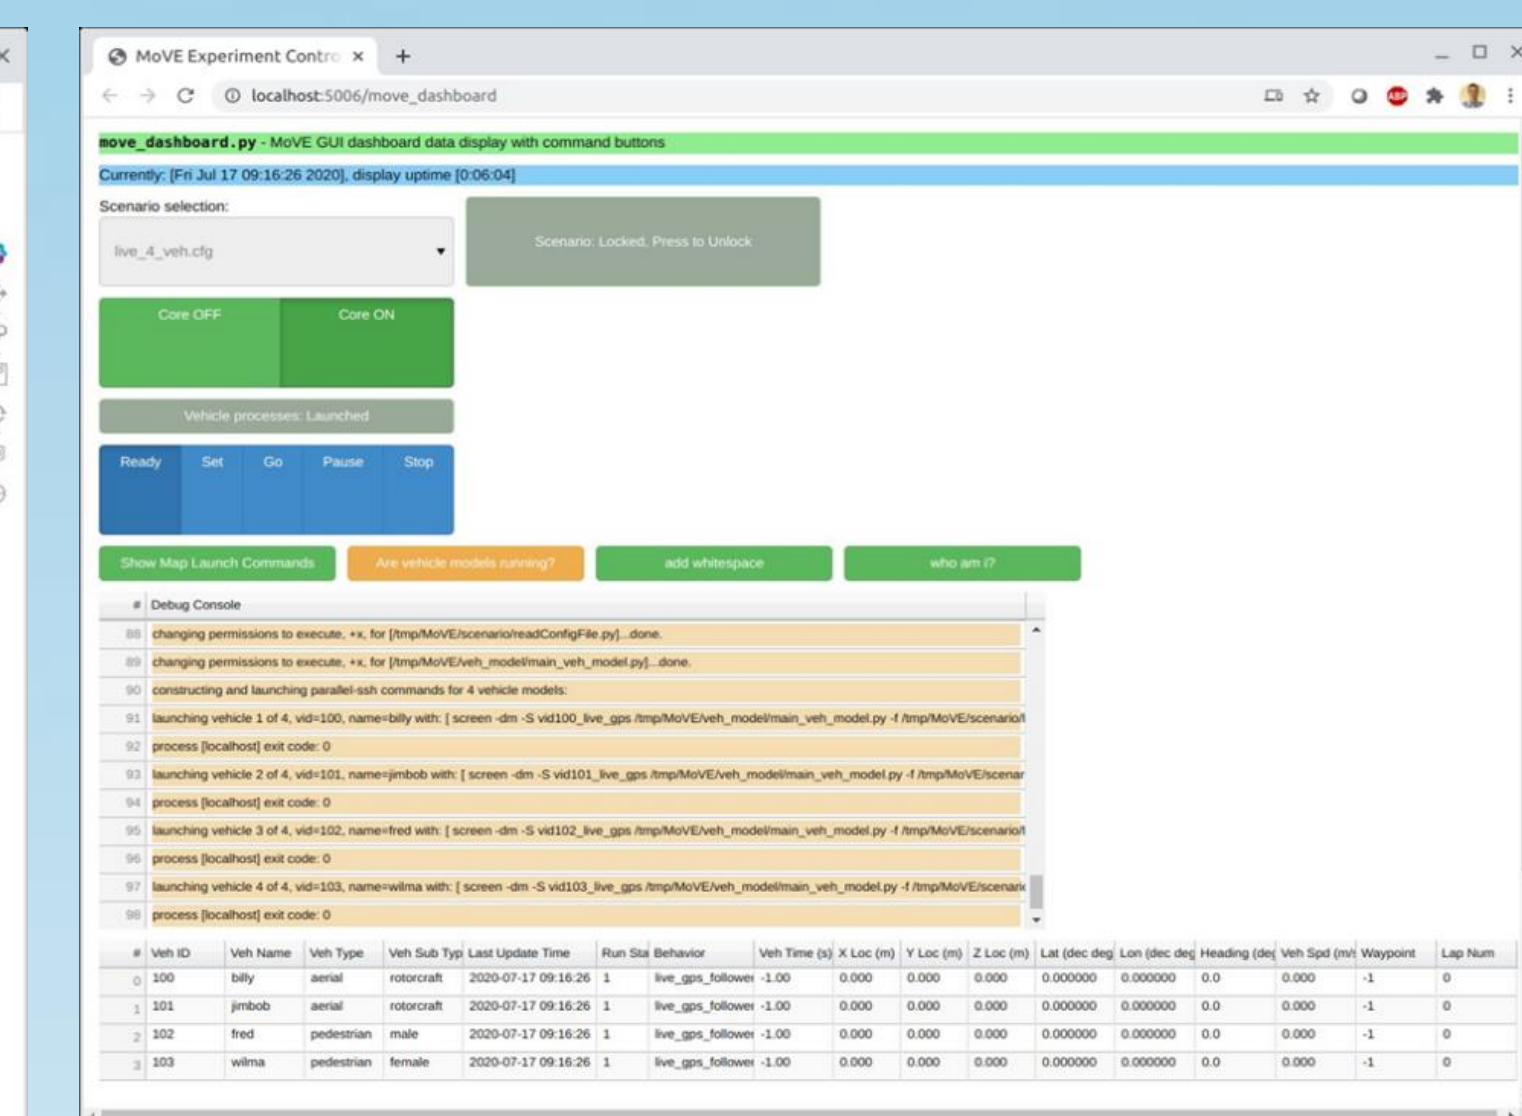 MoVE Experiment Contro
localhost:5006/move_dashboard
ABP
move_dashboard.py - MoVE GUI dashboard data display with command buttons
Currently: [Fri Jul 17 09:16:26 2020], display uptime [0:06:04]
Scenario selection:
live_4_veh.cfg
Scenario: Locked, Press to Unlock
Core OFF Core ON
Vehicle processes: Launched
Ready Set Go Pause Stop
Show Map Launch Commands Are vehicle models running? add whitespace who am i?
# Debug Console
88 changing permissions to execute, +x, for [/tmp/MoVE/scenario/readConfigFile.py]...done.
89 changing permissions to execute, +x, for [/tmp/MoVE/veh_model/main_veh_model.py]...done.
90 constructing and launching parallel-ssh commands for 4 vehicle models:
91 launching vehicle 1 of 4, vid=100, name=billy with: [ screen -dm -S vid100_live_gps /tmp/MoVE/veh_model/main_veh_model.py -f /tmp/MoVE/scenario/l
92 process [localhost] exit code: 0
93 launching vehicle 2 of 4, vid=101, name=jimbob with: [ screen -dm -S vid101_live_gps /tmp/MoVE/veh_model/main_veh_model.py -f /tmp/MoVE/scenar
94 process [localhost] exit code: 0
95 launching vehicle 3 of 4, vid=102, name=fred with: [ screen -dm -S vid102_live_gps /tmp/MoVE/veh_model/main_veh_model.py -f /tmp/MoVE/scenario/l
96 process [localhost] exit code: 0
97 launching vehicle 4 of 4, vid=103, name=wilma with: [ screen -dm -S vid103_live_gps /tmp/MoVE/veh_model/main_veh_model.py -f /tmp/MoVE/scenario
98 process [localhost] exit code: 0
# Veh ID Veh Name Veh Type Veh Sub Typ Last Update Time Run Sta Behavior Veh Time (s) X Loc (m) Y Loc (m) Z Loc (m) Lat (dec deg Lon (dec deg Heading (deg Veh Spd (m/s Waypoint Lap Num
0 100 billy aerial rotorcraft 2020-07-17 09:16:26 1 live_gps_follower -1.00 0.000 0.000 0.000 0.000000 0.000000 0.0 0.000 -1 0
1 101 jimbob aerial rotorcraft 2020-07-17 09:16:26 1 live_gps_follower -1.00 0.000 0.000 0.000 0.000000 0.000000 0.0 0.000 -1 0
2 102 fred pedestrian male 2020-07-17 09:16:26 1 live_gps_follower -1.00 0.000 0.000 0.000 0.000000 0.000000 0.0 0.000 -1 0
3 103 wilma pedestrian female 2020-07-17 09:16:26 1 live_gps_follower -1.00 0.000 0.000 0.000 0.000000 0.000000 0.0 0.000 -1 0